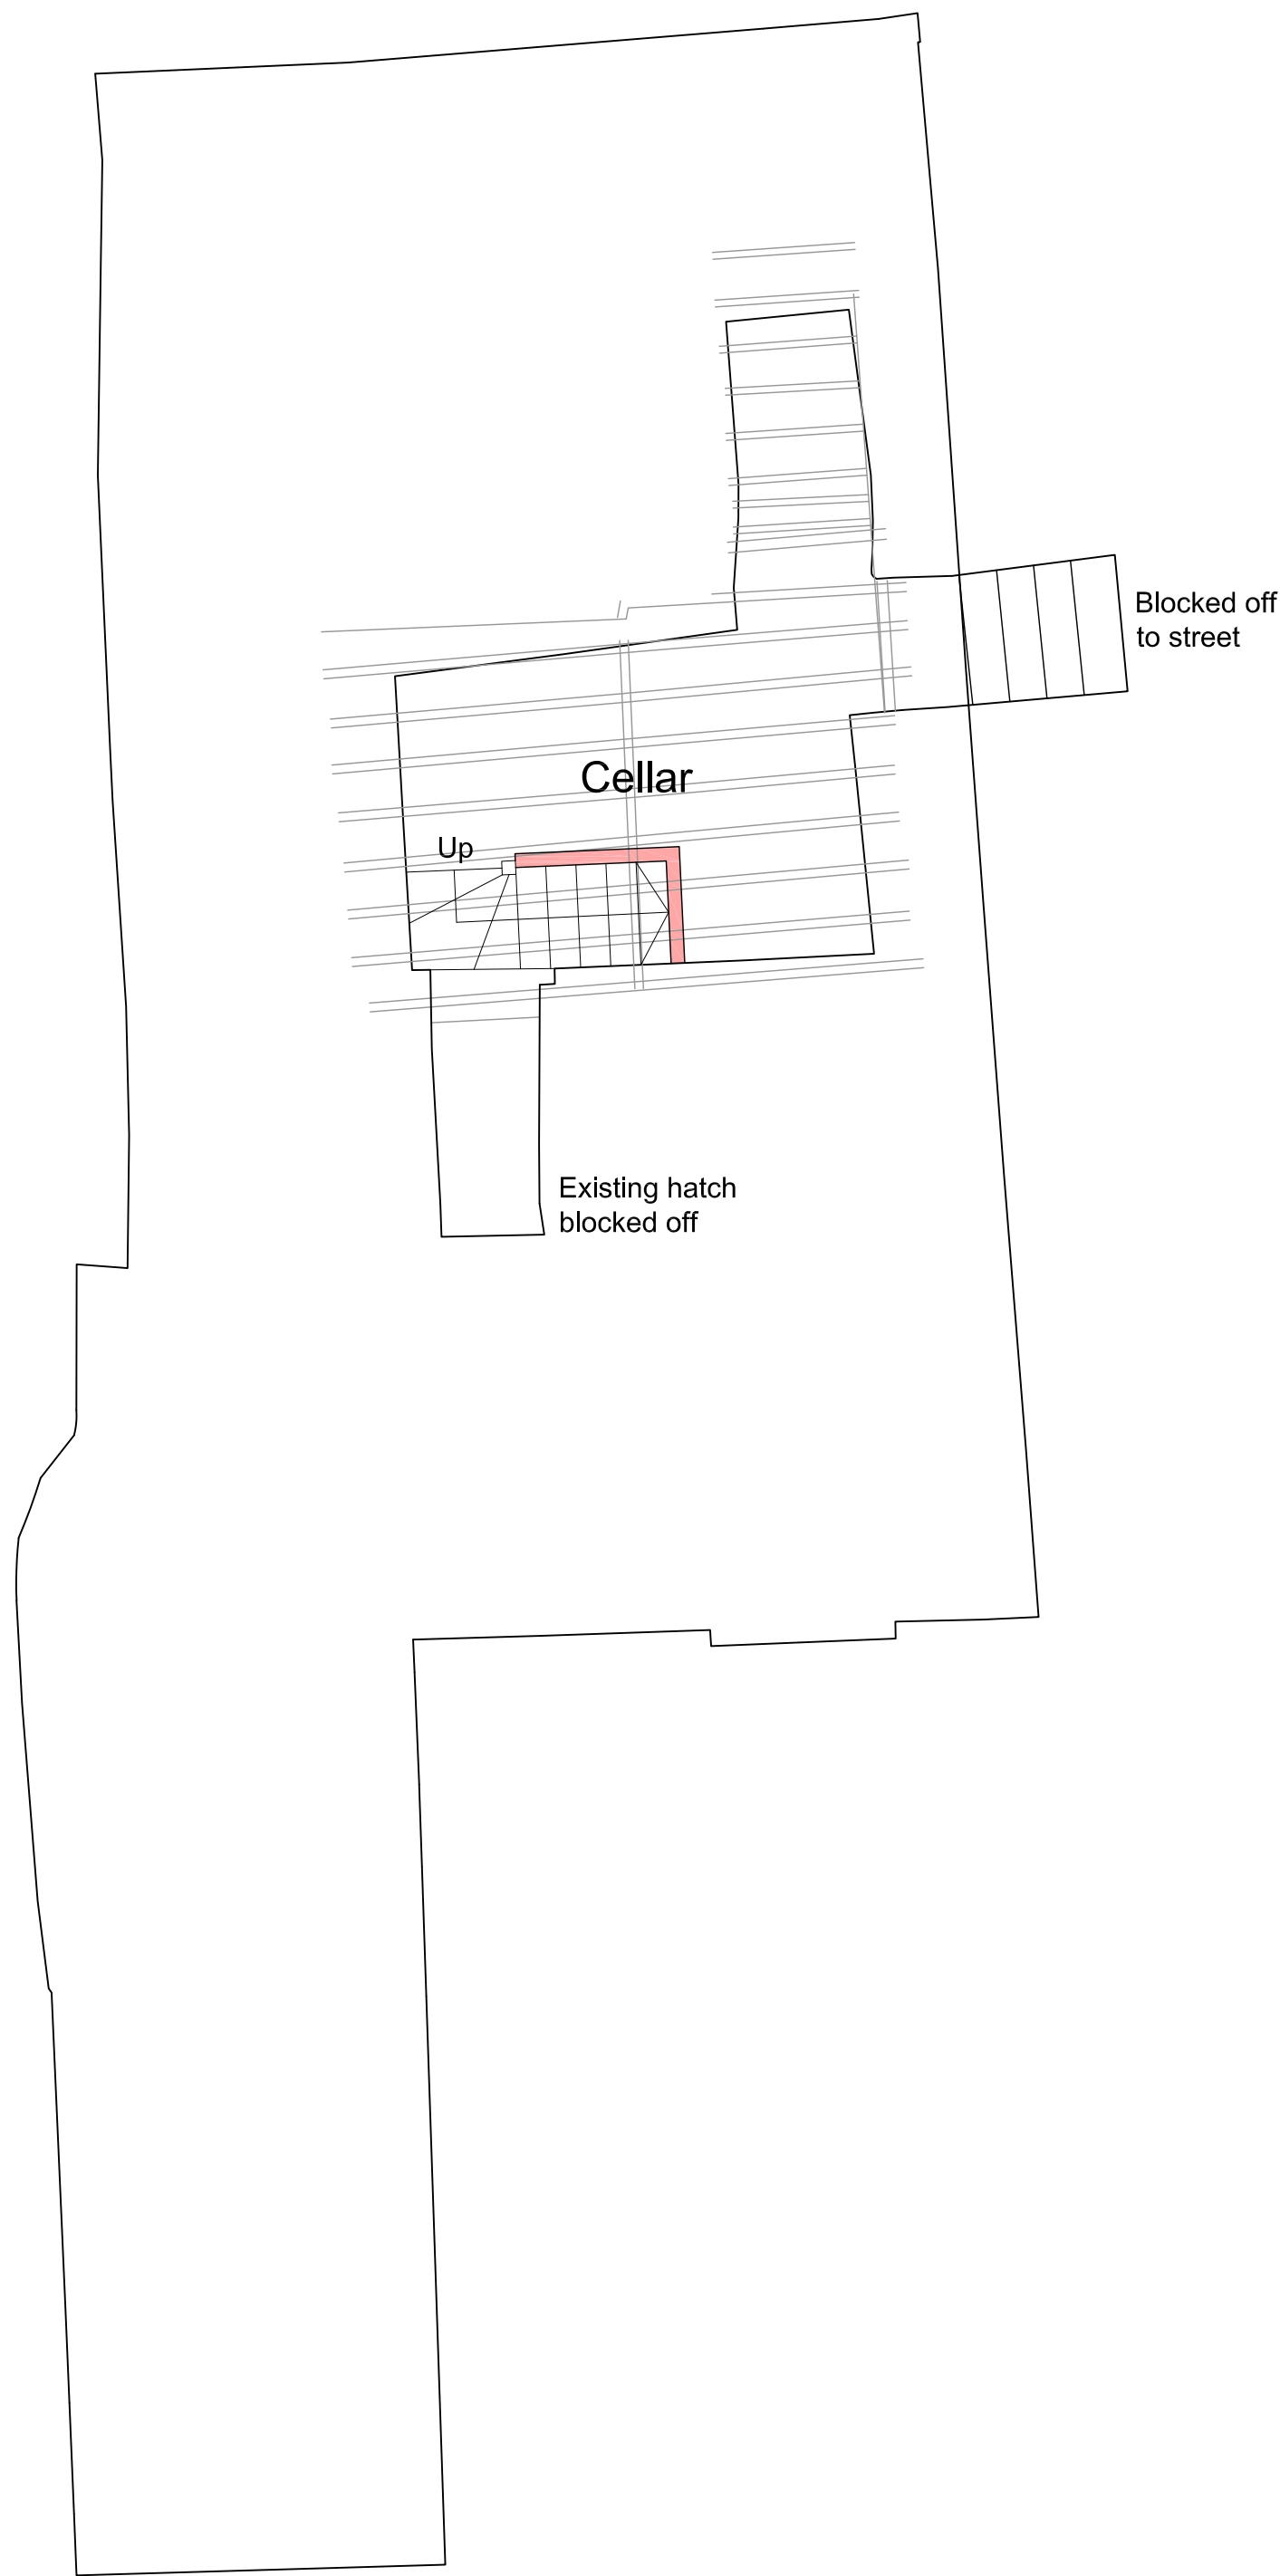 Blocked off
to street
Cellar
Up
Existing hatch
blocked off